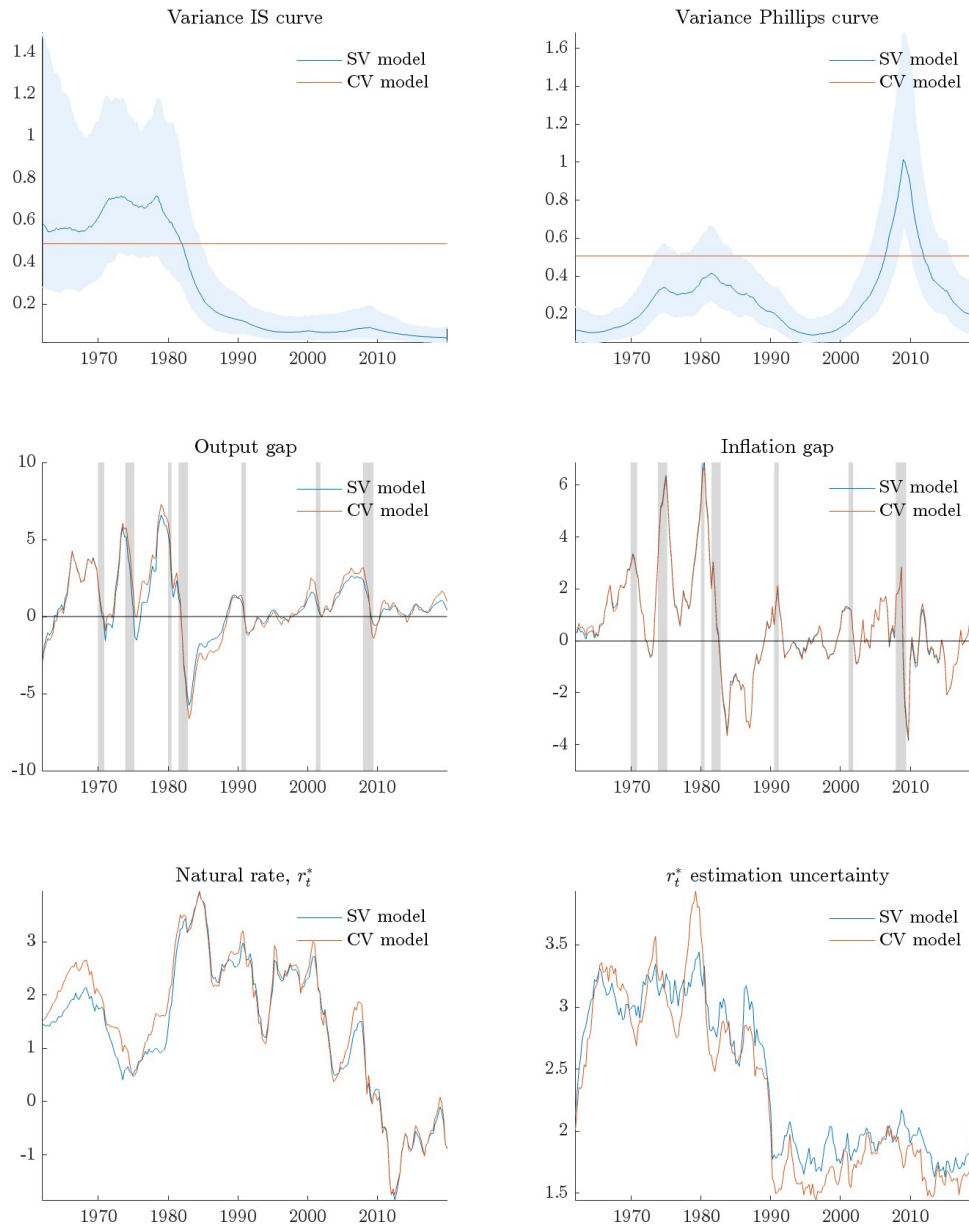 Variance IS curve
SV model
CV model
1.4
1.2
1
0.8
0.6
0.4
0.2
1970 1980 1990 2000 2010
Variance Phillips curve
SV model
CV model
1.6
1.4
1.2
1
0.8
0.6
0.4
0.2
1970 1980 1990 2000 2010
Output gap
SV model
CV model
10
5
0
-5
-10
1970 1980 1990 2000 2010
Inflation gap
SV model
CV model
6
4
2
0
-2
-4
1970 1980 1990 2000 2010
Natural rate, $r_t^*$
SV model
CV model
3
2
1
0
-1
1970 1980 1990 2000 2010
$r_t^*$ estimation uncertainty
SV model
CV model
3.5
3
2.5
2
1.5
1970 1980 1990 2000 2010